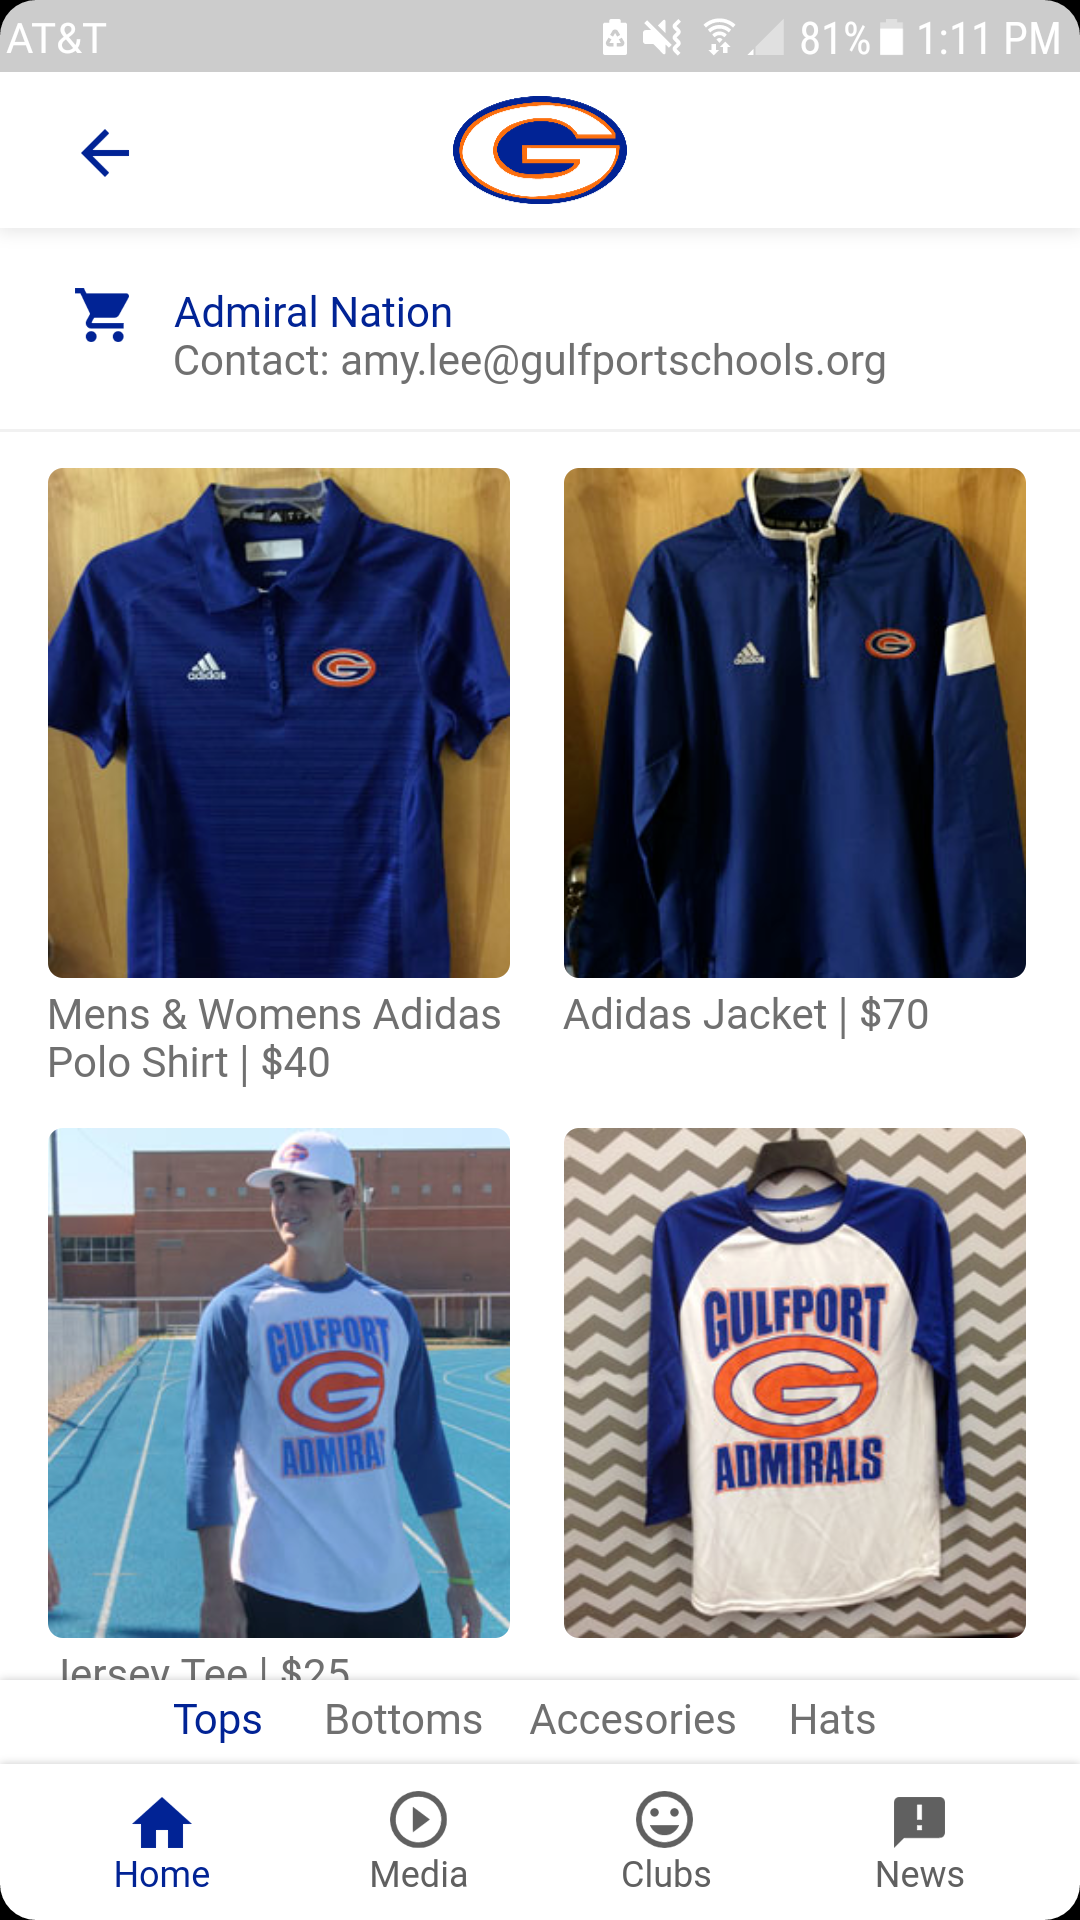 AT&T 81% 1:11 PM
G
Admiral Nation
Contact: amy.lee@gulfportschools.org
adidas G
adidas G
Mens & Womens Adidas
Polo Shirt | $40
Adidas Jacket | $70
GULFPORT
G
ADMIRAL
GULFPORT
G
ADMIRALS
Jersey Tee | $25
Tops Bottoms Accesories Hats
Home Media Clubs News